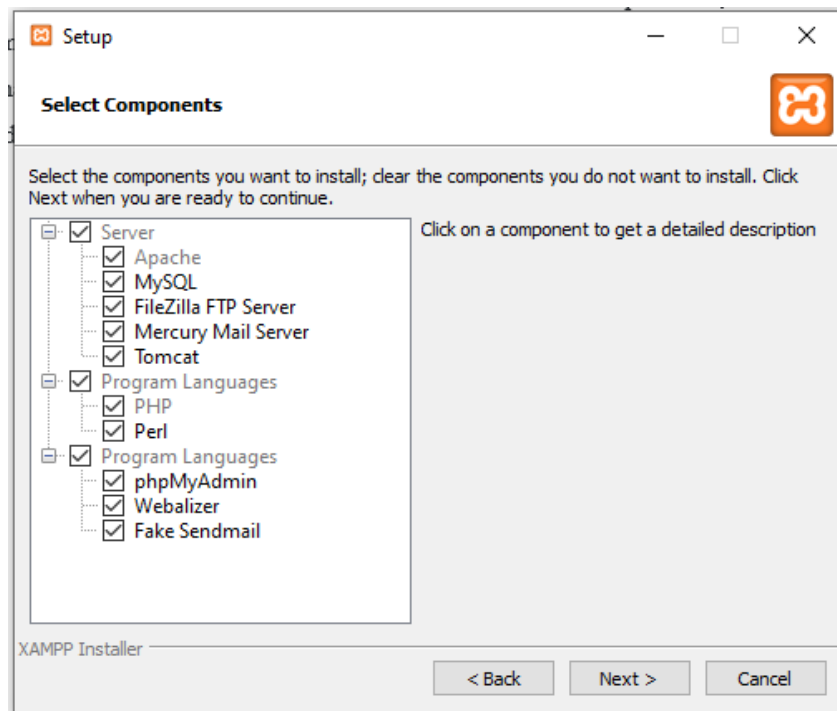 Setup
Select Components
Select the components you want to install; clear the components you do not want to install. Click
Next when you are ready to continue.
Server
Apache
MySQL
FileZilla FTP Server
Mercury Mail Server
Tomcat
Program Languages
PHP
Perl
Program Languages
phpMyAdmin
Webalizer
Fake Sendmail
Click on a component to get a detailed description
XAMPP Installer
< Back
Next >
Cancel